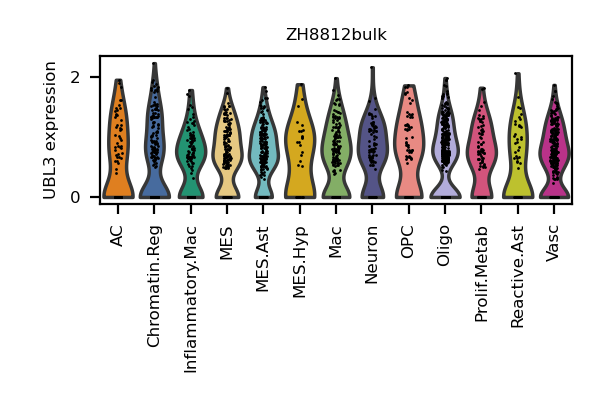 ZH8812bulk
UBL3 expression
2
0
AC
Chromatin.Reg
Inflammatory.Mac
MES
MES.Ast
MES.Hyp
Mac
Neuron
OPC
Oligo
Prolif.Metab
Reactive.Ast
Vasc